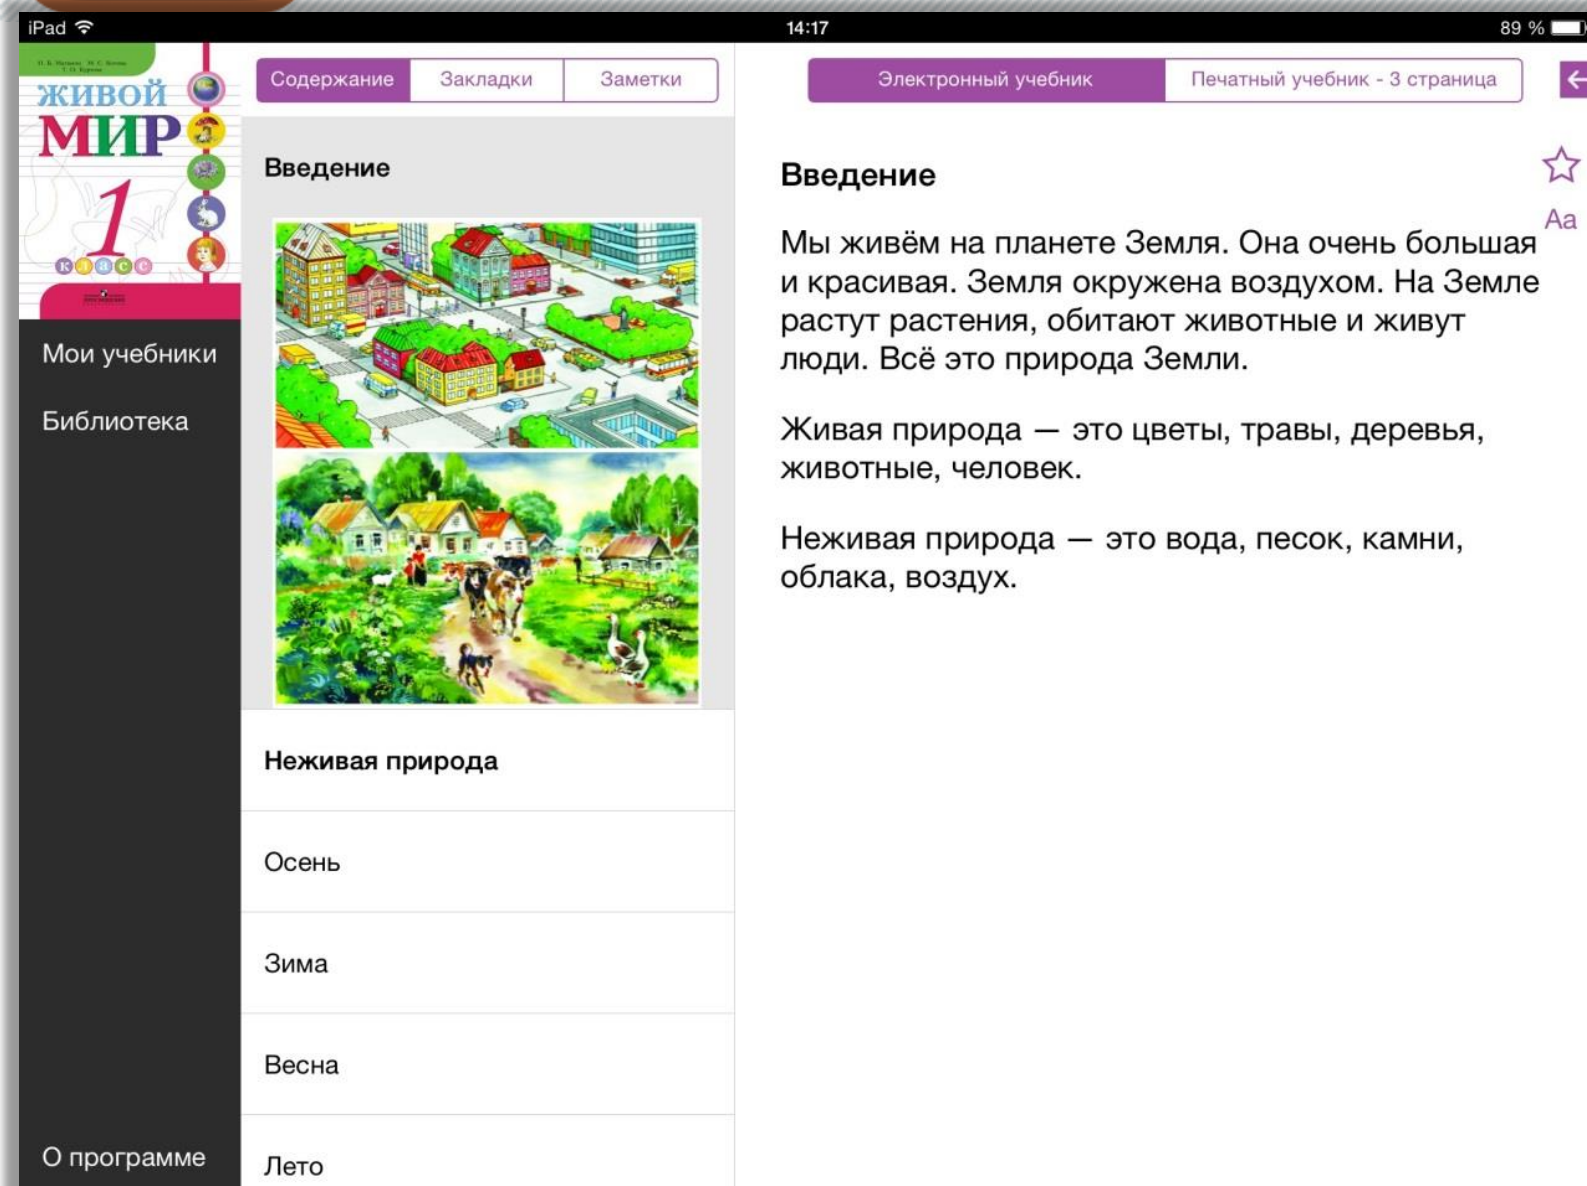 iPad
14:17
89 %
ЖИВОЙ
МИР
1
класс
Мои учебники
Библиотека
О программе
Содержание
Закладки
Заметки
Введение
Неживая природа
Осень
Зима
Весна
Лето
Электронный учебник
Печатный учебник - 3 страница
Введение
Aa
Мы живём на планете Земля. Она очень большая
и красивая. Земля окружена воздухом. На Земле
растут растения, обитают животные и живут
люди. Всё это природа Земли.
Живая природа — это цветы, травы, деревья,
животные, человек.
Неживая природа — это вода, песок, камни,
облака, воздух.